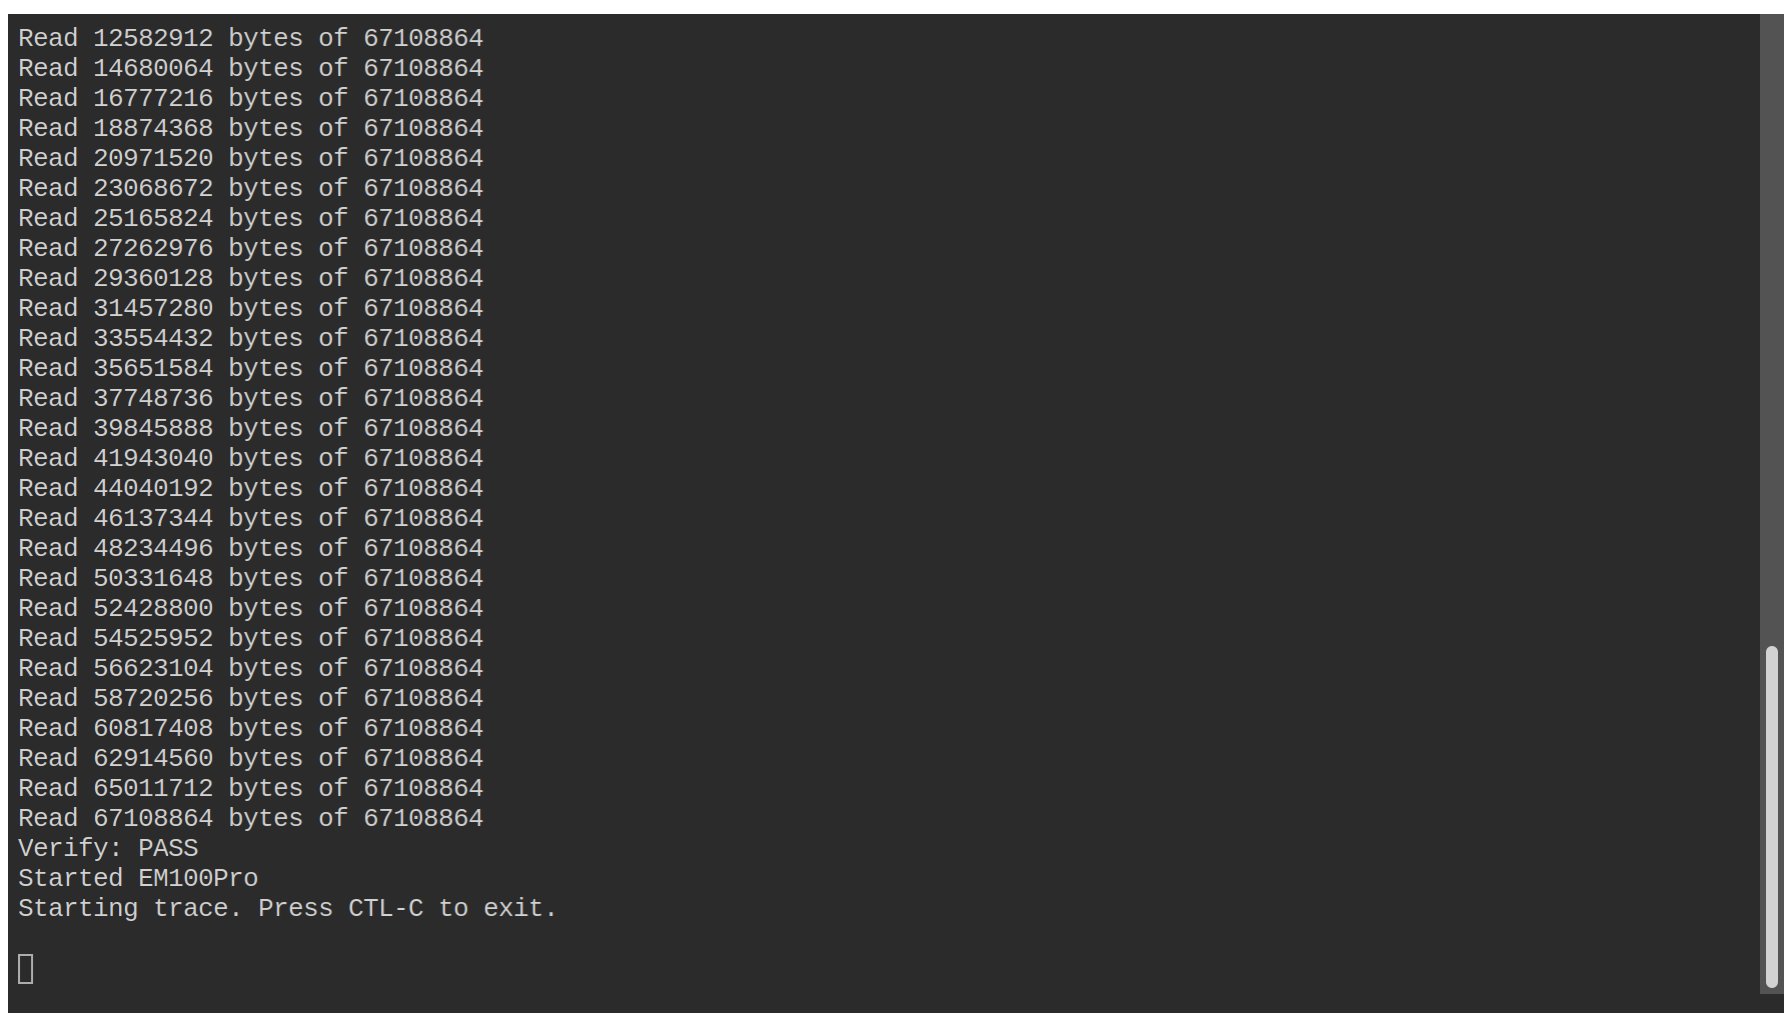 Read 12582912 bytes of 67108864
Read 14680064 bytes of 67108864
Read 16777216 bytes of 67108864
Read 18874368 bytes of 67108864
Read 20971520 bytes of 67108864
Read 23068672 bytes of 67108864
Read 25165824 bytes of 67108864
Read 27262976 bytes of 67108864
Read 29360128 bytes of 67108864
Read 31457280 bytes of 67108864
Read 33554432 bytes of 67108864
Read 35651584 bytes of 67108864
Read 37748736 bytes of 67108864
Read 39845888 bytes of 67108864
Read 41943040 bytes of 67108864
Read 44040192 bytes of 67108864
Read 46137344 bytes of 67108864
Read 48234496 bytes of 67108864
Read 50331648 bytes of 67108864
Read 52428800 bytes of 67108864
Read 54525952 bytes of 67108864
Read 56623104 bytes of 67108864
Read 58720256 bytes of 67108864
Read 60817408 bytes of 67108864
Read 62914560 bytes of 67108864
Read 65011712 bytes of 67108864
Read 67108864 bytes of 67108864
Verify: PASS
Started EM100Pro
Starting trace. Press CTL-C to exit.